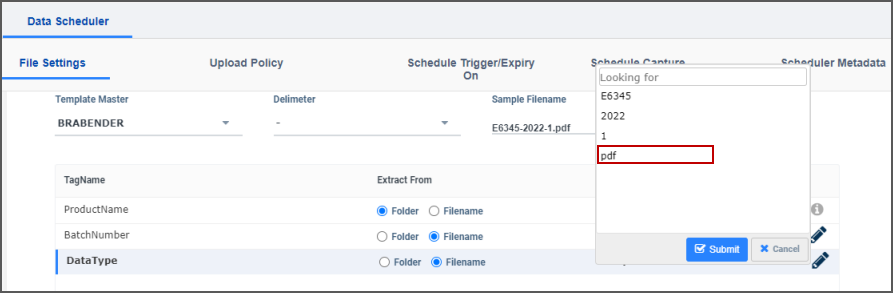 Data Scheduler
File Settings
Upload Policy
Schedule Trigger/Expiry
On
Schedule Capture
Scheduler Metadata
Template Master
Delimeter
Sample Filename
BRABENDER
-
E6345-2022-1.pdf
Looking for
E6345
2022
1
pdf
Submit
Cancel
TagName
Extract From
ProductName
Folder
Filename
BatchNumber
Folder
Filename
DataType
Folder
Filename